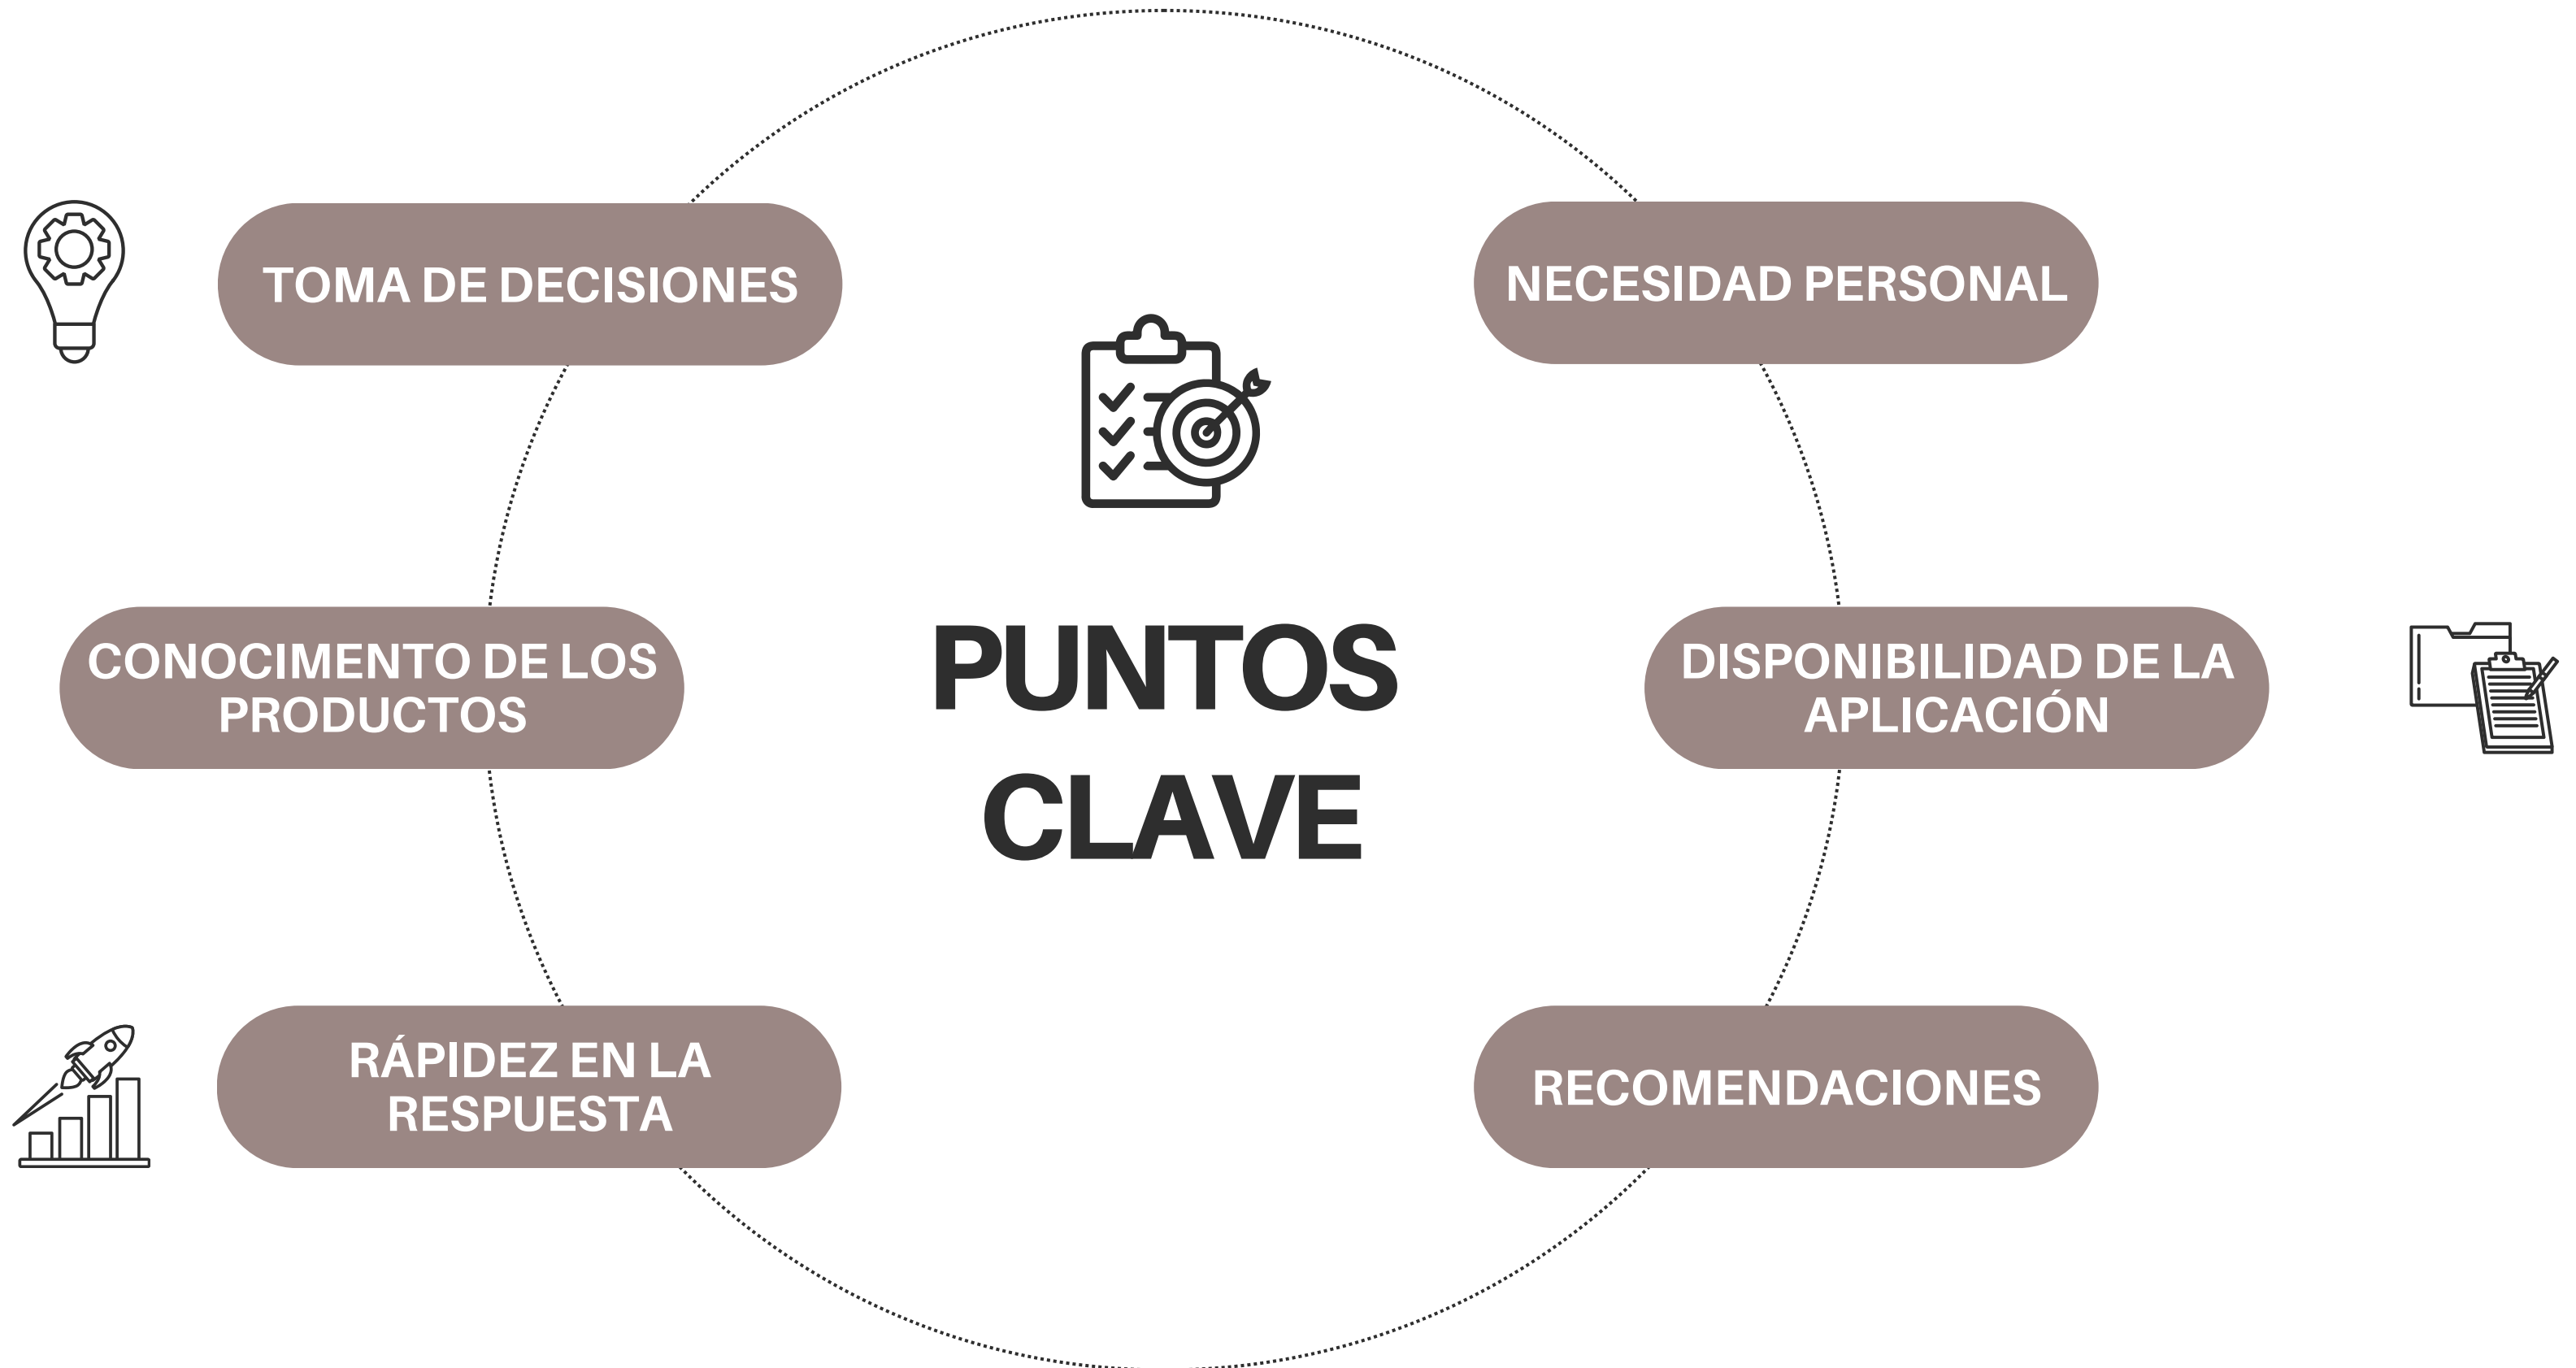 TOMA DE DECISIONES
NECESIDAD PERSONAL
PUNTOS
CLAVE
CONOCIMENTO DE LOS
PRODUCTOS
DISPONIBILIDAD DE LA
APLICACIÓN
RÁPIDEZ EN LA
RESPUESTA
RECOMENDACIONES